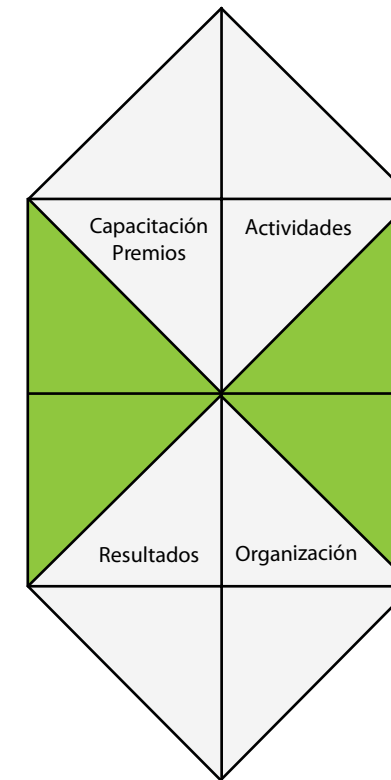 Capacitación
Premios
Actividades
Resultados
Organización